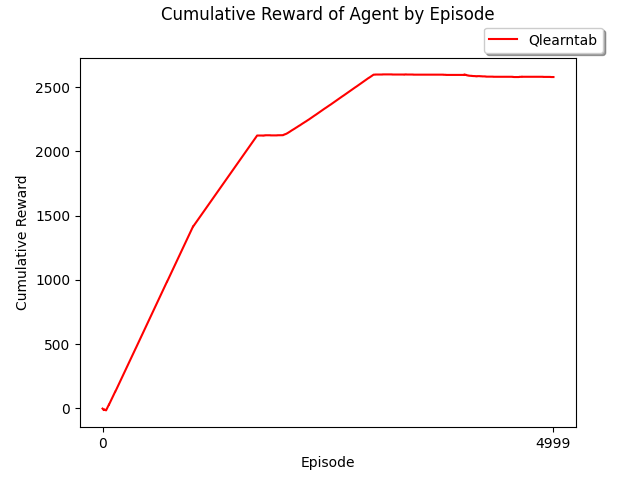 Cumulative Reward of Agent by Episode
Qlearntab
2500
2000
1500
1000
500
0
Cumulative Reward
0
4999
Episode